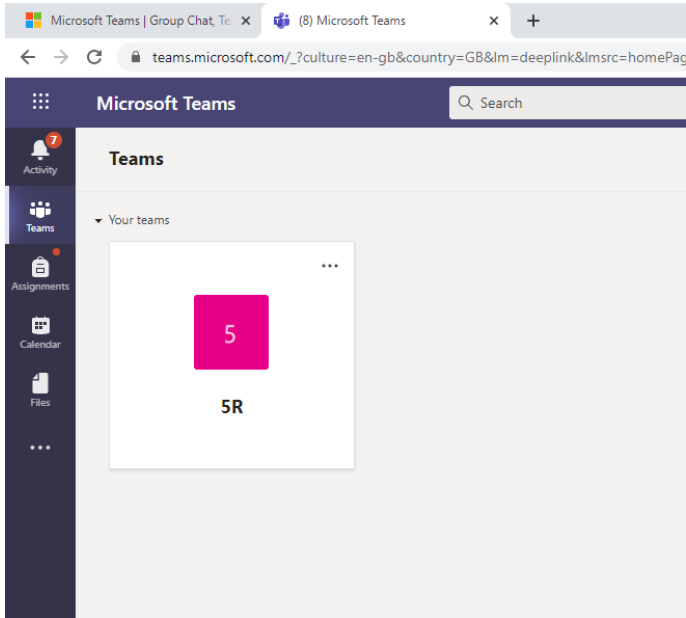 Microsoft Teams | Group Chat, Te
(8) Microsoft Teams
teams.microsoft.com/_?culture=en-gb&country=GB&lm=deeplink&lmsrc=homePag
Microsoft Teams
Search
7
Activity
Teams
Teams
Your teams
Assignments
5
Calendar
5R
Files